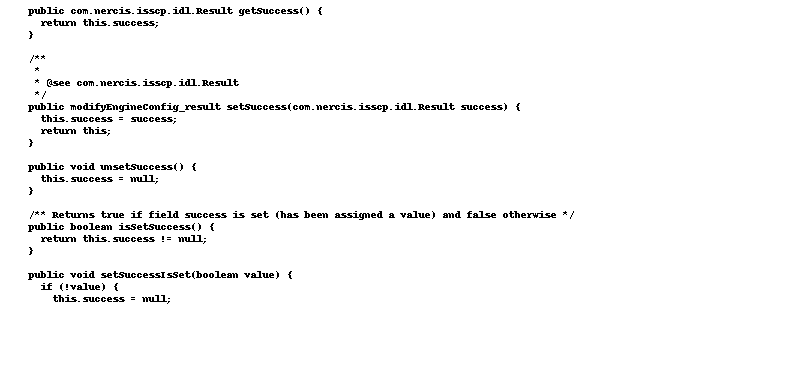 public com.nercis.isscp.idl.Result getSuccess() {
return this.success;
}
/**
*
* @see com.nercis.isscp.idl.Result
*/
public modifyEngineConfig_result setSuccess(com.nercis.isscp.idl.Result success) {
this.success = success;
return this;
}
public void unsetSuccess() {
this.success = null;
}
/** Returns true if field success is set (has been assigned a value) and false otherwise */
public boolean isSetSuccess() {
return this.success != null;
}
public void setSuccessIsSet(boolean value) {
if (!value) {
this.success = null;